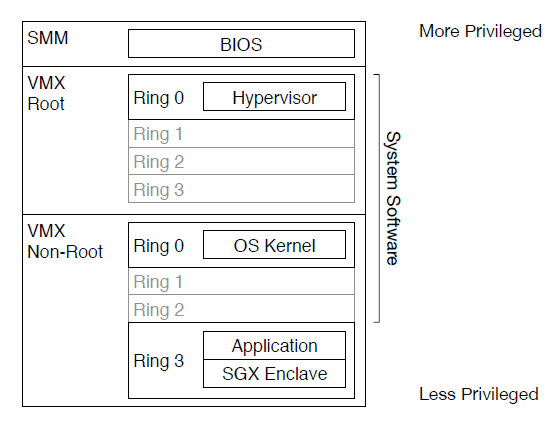 SMM
BIOS
More Privileged
VMX
Root
Ring 0
Hypervisor
Ring 1
Ring 2
Ring 3
System Software
VMX
Non-Root
Ring 0
OS Kernel
Ring 1
Ring 2
Ring 3
Application
SGX Enclave
Less Privileged